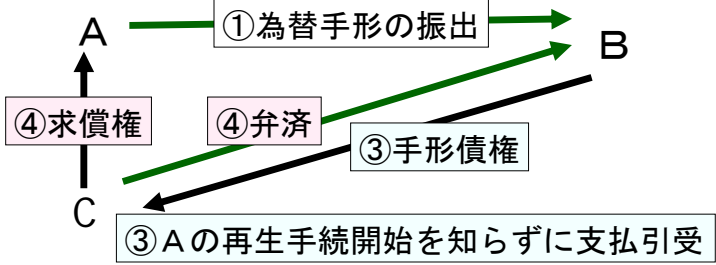 ①為替手形の振出
A
B
④求償権
④弁済
③手形債権
C
③Aの再生手続開始を知らずに支払引受